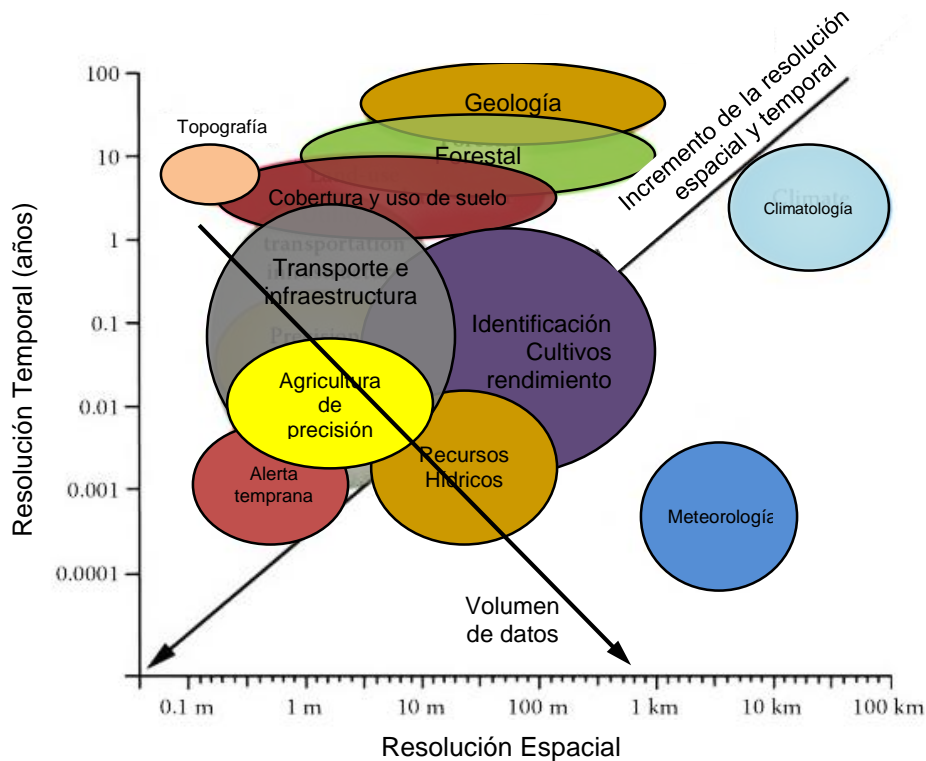 Incremento de la resolución
espacial y temporal
100
10
1
0.1
0.01
0.001
0.0001
Resolución Temporal (años)
Geología
Topografía
Forestal
Cobertura y uso de suelo
Climatología
Climate
transportation
Transporte e
infraestructura
Identificación
Cultivos
rendimiento
Precision
Agricultura
de
precisión
Recursos
Hídricos
Alerta
temprana
Meteorología
Volumen
de datos
0.1 m
1 m
10 m
100 m
1 km
10 km
100 km
Resolución Espacial